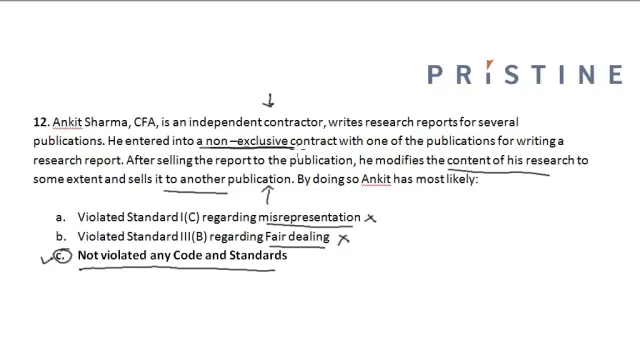 PRISTINE
12. Ankit Sharma, CFA, is an independent contractor, writes research reports for several
publications. He entered into a non –exclusive contract with one of the publications for writing a
research report. After selling the report to the publication, he modifies the content of his research to
some extent and sells it to another publication. By doing so Ankit has most likely:
a. Violated Standard I(C) regarding misrepresentation
b. Violated Standard III(B) regarding Fair dealing
c. Not violated any Code and Standards